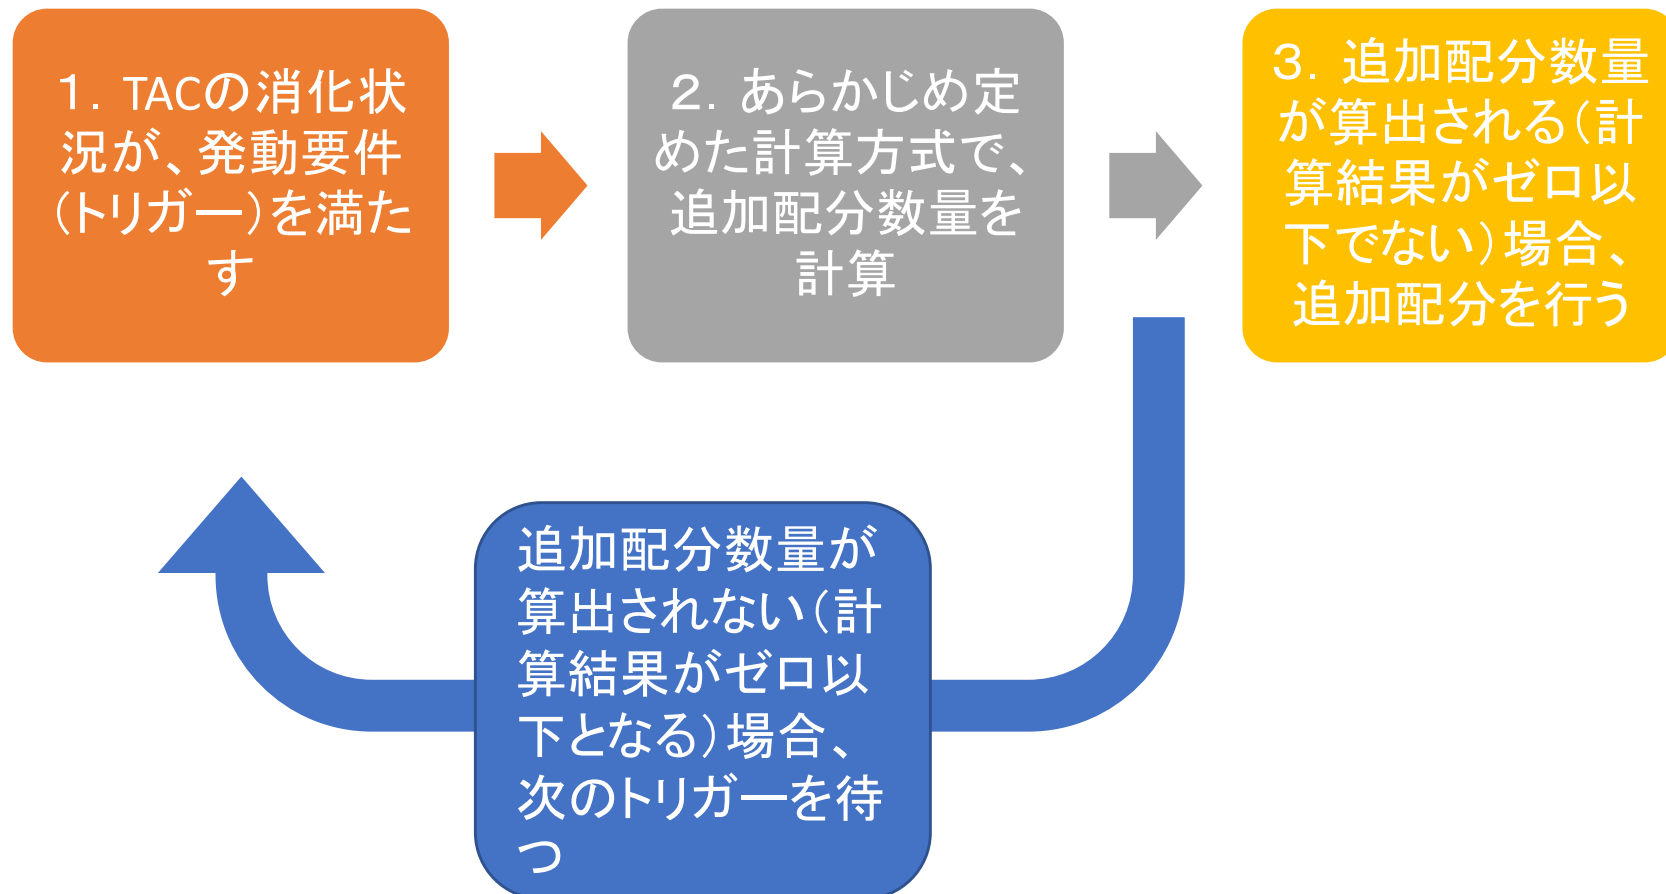 １．TACの消化状
況が、発動要件
（トリガー）を満た
す
２．あらかじめ定
めた計算方式で、
追加配分数量を
計算
３．追加配分数量
が算出される（計
算結果がゼロ以
下でない）場合、
追加配分を行う
追加配分数量が
算出されない（計
算結果がゼロ以
下となる）場合、
次のトリガーを待
つ